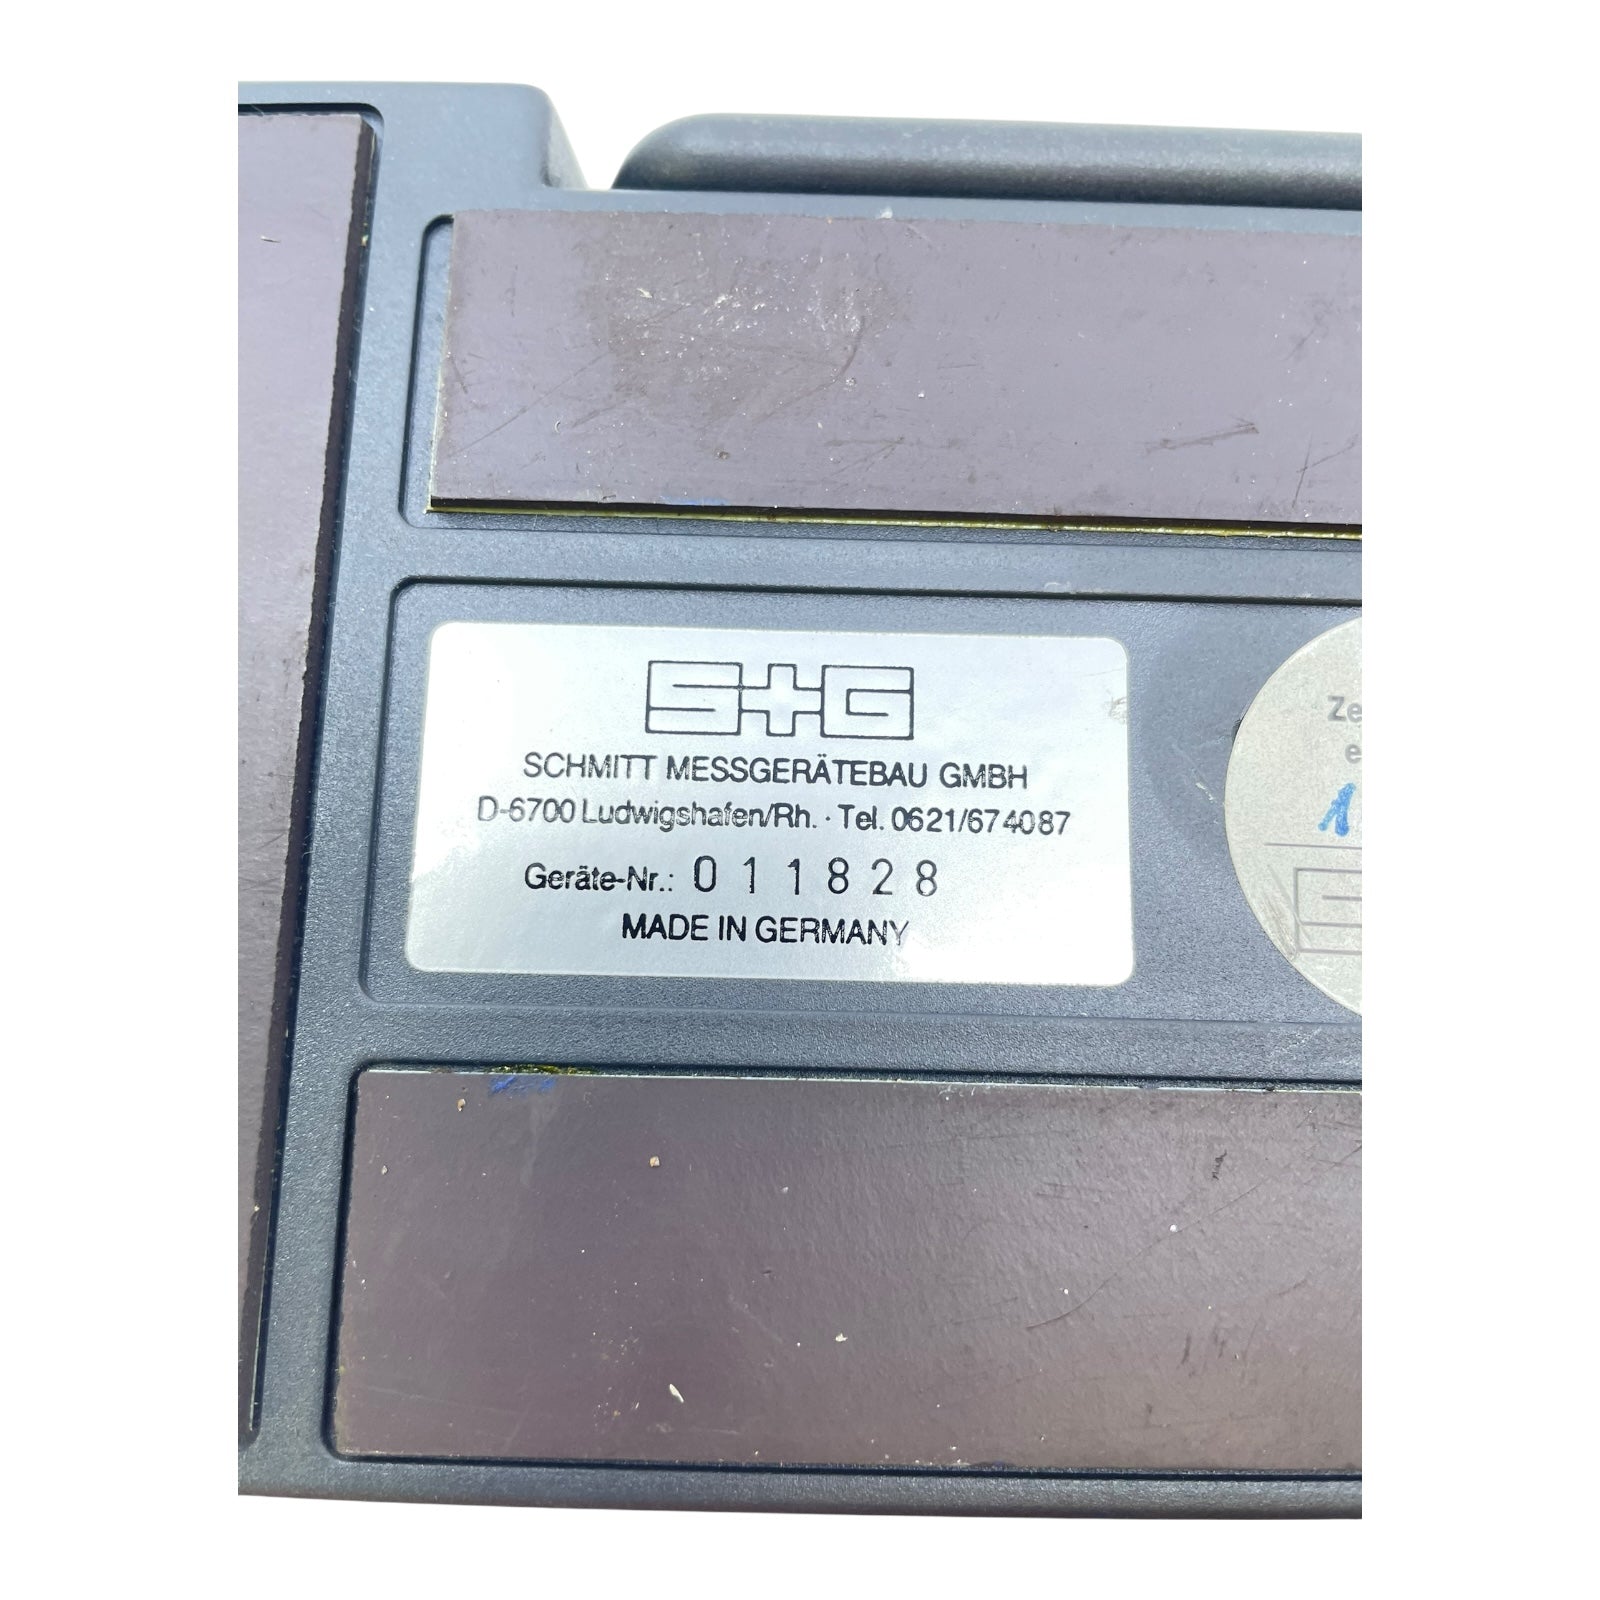 S+G
SCHMITT MESSGERÄTEBAU GMBH
D-6700 Ludwigshafen/Rh. · Tel. 0621/674087
Geräte-Nr.: 011828
MADE IN GERMANY